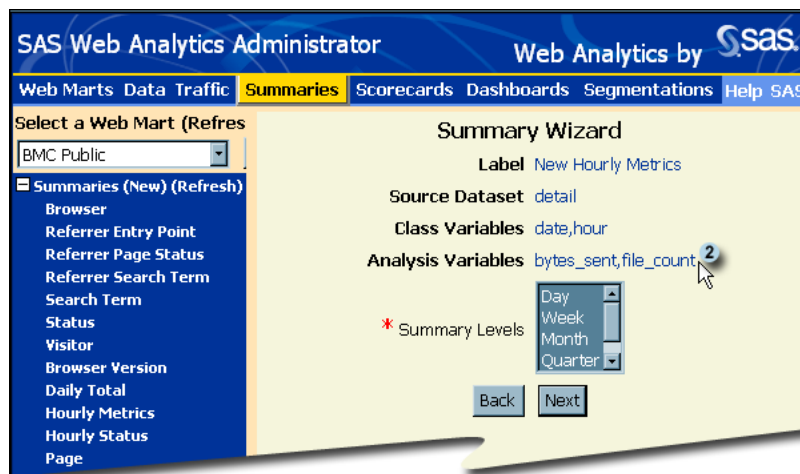 SAS Web Analytics Administrator
Web Analytics by sas.
Web Marts Data Traffic Summaries Scorecards Dashboards Segmentations Help SAS
Select a Web Mart (Refres
BMC Public
Summaries (New) (Refresh)
Browser
Referrer Entry Point
Referrer Page Status
Referrer Search Term
Search Term
Status
Visitor
Browser Version
Daily Total
Hourly Metrics
Hourly Status
Page
Summary Wizard
Label New Hourly Metrics
Source Dataset detail
Class Variables date,hour
Analysis Variables bytes_sent,file_count 2
* Summary Levels
Day
Week
Month
Quarter
Back Next